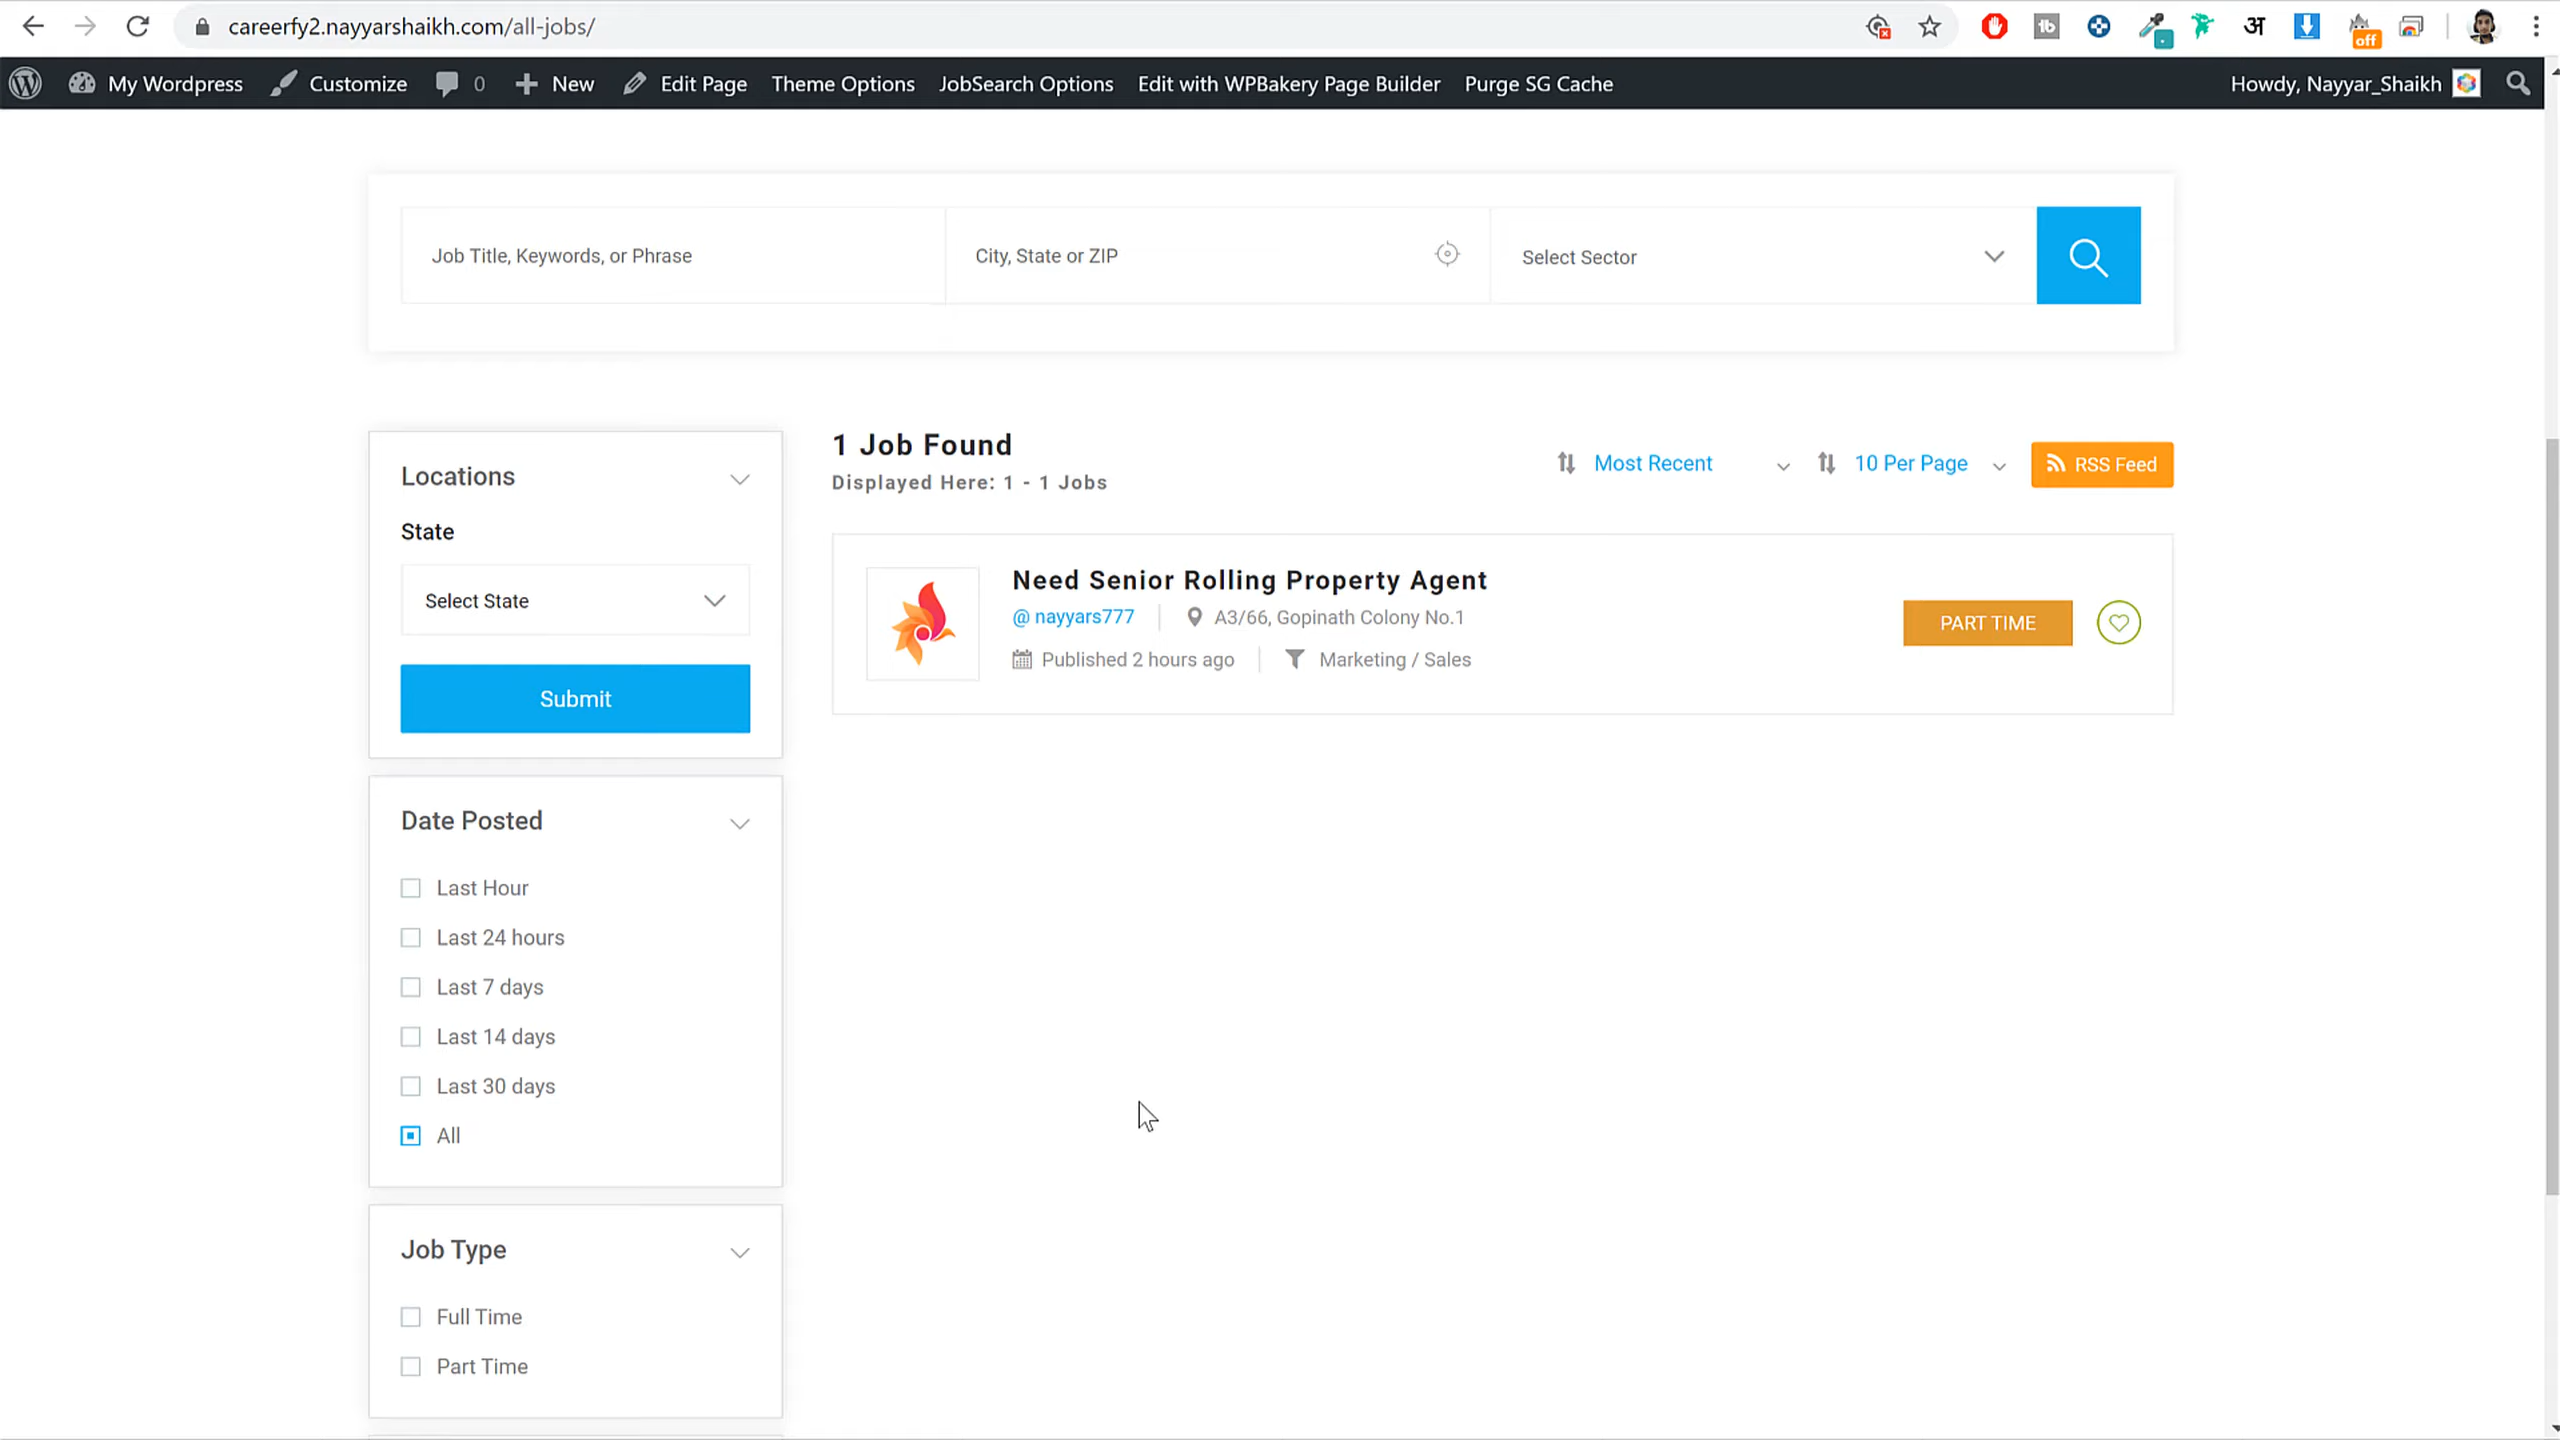 careerfy2.nayyarshaikh.com/all-jobs/
off
My Wordpress Customize 0 New Edit Page Theme Options JobSearch Options Edit with WPBakery Page Builder Purge SG Cache Howdy, Nayyar_Shaikh
Job Title, Keywords, or Phrase City, State or ZIP Select Sector
Locations
State
Select State
Submit
1 Job Found
Displayed Here: 1 - 1 Jobs
Most Recent 10 Per Page RSS Feed
Need Senior Rolling Property Agent
@ nayyars777 A3/66, Gopinath Colony No.1
Published 2 hours ago Marketing / Sales
PART TIME
Date Posted
Last Hour
Last 24 hours
Last 7 days
Last 14 days
Last 30 days
All
Job Type
Full Time
Part Time